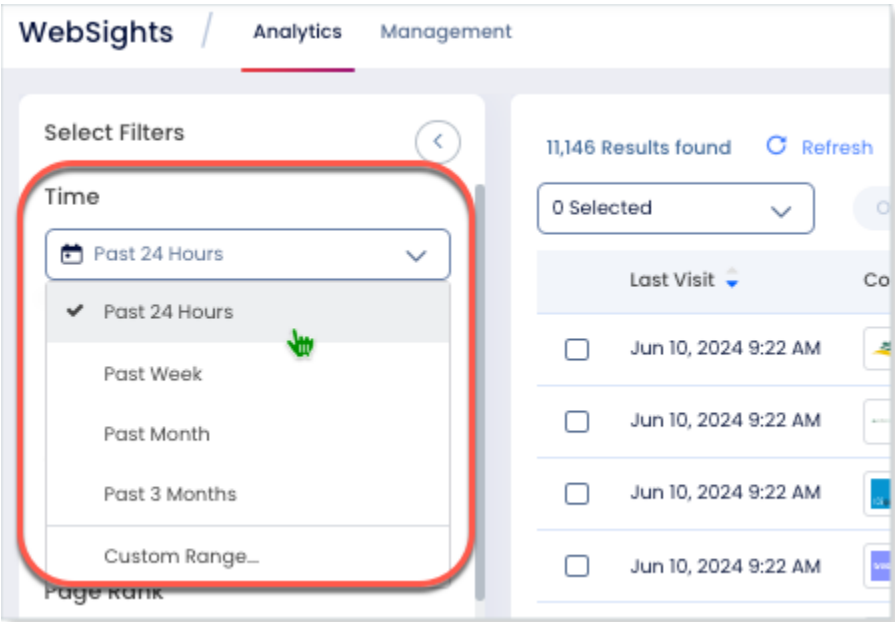 WebSights / Analytics Management
Select Filters
Time
Past 24 Hours
Past 24 Hours
Past Week
Past Month
Past 3 Months
Custom Range...
Page Rank
11,146 Results found Refresh
0 Selected
Last Visit Co
Jun 10, 2024 9:22 AM
Jun 10, 2024 9:22 AM
Jun 10, 2024 9:22 AM
Jun 10, 2024 9:22 AM